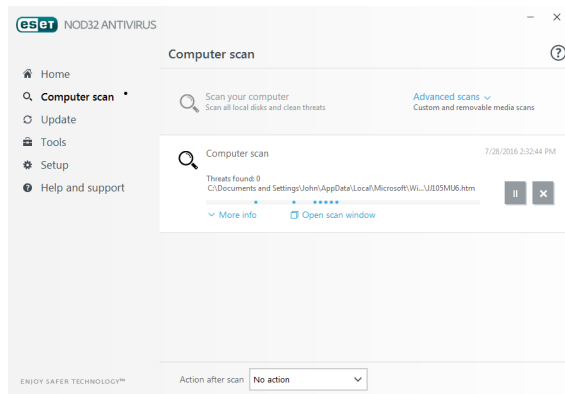 eset NOD32 ANTIVIRUS
Computer scan
Home
Computer scan
Update
Tools
Setup
Help and support
Scan your computer
Scan all local disks and clean threats
Advanced scans
Custom and removable media scans
Computer scan
7/28/2016 2:32:44 PM
Threats found: 0
C:\Documents and Settings\John\AppData\Local\Microsoft\Wi...\UJ105MU6.htm
More info
Open scan window
ENJOY SAFER TECHNOLOGY™
Action after scan No action